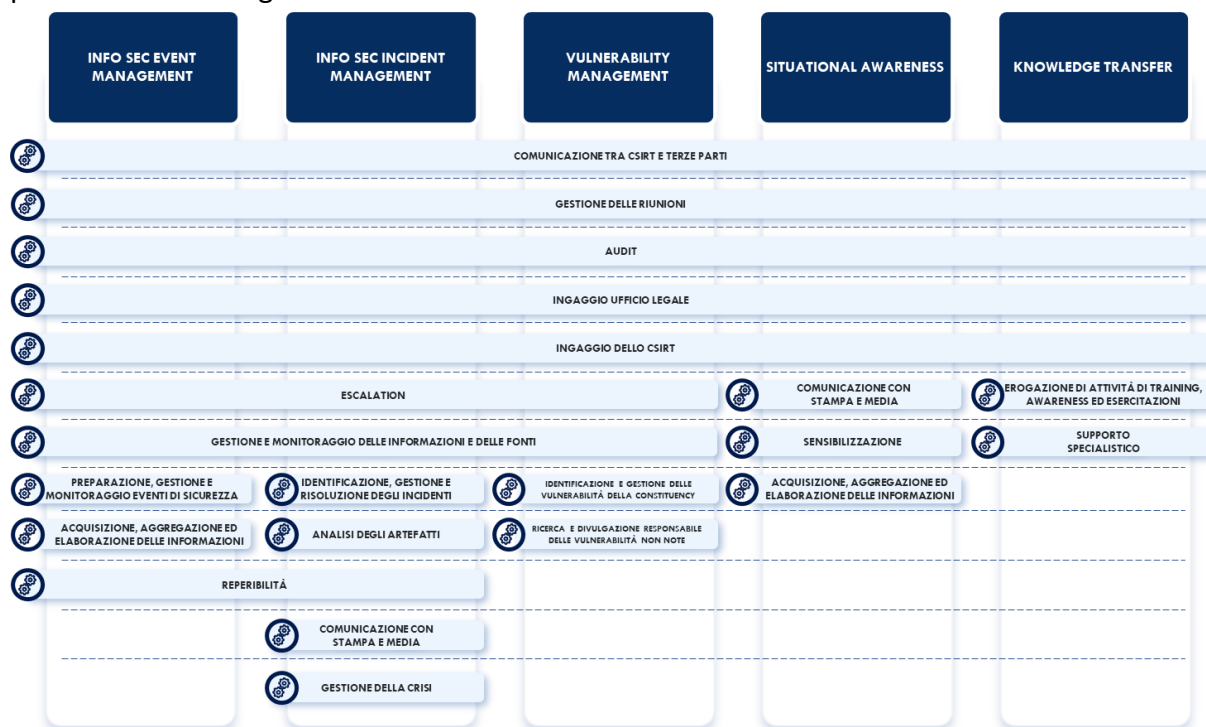 INFO SEC EVENT
MANAGEMENT
INFO SEC INCIDENT
MANAGEMENT
VULNERABILITY
MANAGEMENT
SITUATIONAL AWARENESS
KNOWLEDGE TRANSFER
COMUNICAZIONE TRA CSIRT E TERZE PARTI
GESTIONE DELLE RIUNIONI
AUDIT
INGAGGIO UFFICIO LEGALE
INGAGGIO DELLO CSIRT
ESCALATION
COMUNICAZIONE CON
STAMPA E MEDIA
EROGAZIONE DI ATTIVITÀ DI TRAINING,
AWARENESS ED ESERCITAZIONI
GESTIONE E MONITORAGGIO DELLE INFORMAZIONI E DELLE FONTI
SENSIBILIZZAZIONE
SUPPORTO
SPECIALISTICO
PREPARAZIONE, GESTIONE E
MONITORAGGIO EVENTI DI SICUREZZA
IDENTIFICAZIONE, GESTIONE E
RISOLUZIONE DEGLI INCIDENTI
IDENTIFICAZIONE E GESTIONE DELLE
VULNERABILITÀ DELLA CONSTITUENCY
ACQUISIZIONE, AGGREGAZIONE ED
ELABORAZIONE DELLE INFORMAZIONI
ACQUISIZIONE, AGGREGAZIONE ED
ELABORAZIONE DELLE INFORMAZIONI
ANALISI DEGLI ARTEFATTI
RICERCA E DIVULGAZIONE RESPONSABILE
DELLE VULNERABILITÀ NON NOTE
REPERIBILITÀ
COMUNICAZIONE CON
STAMPA E MEDIA
GESTIONE DELLA CRISI